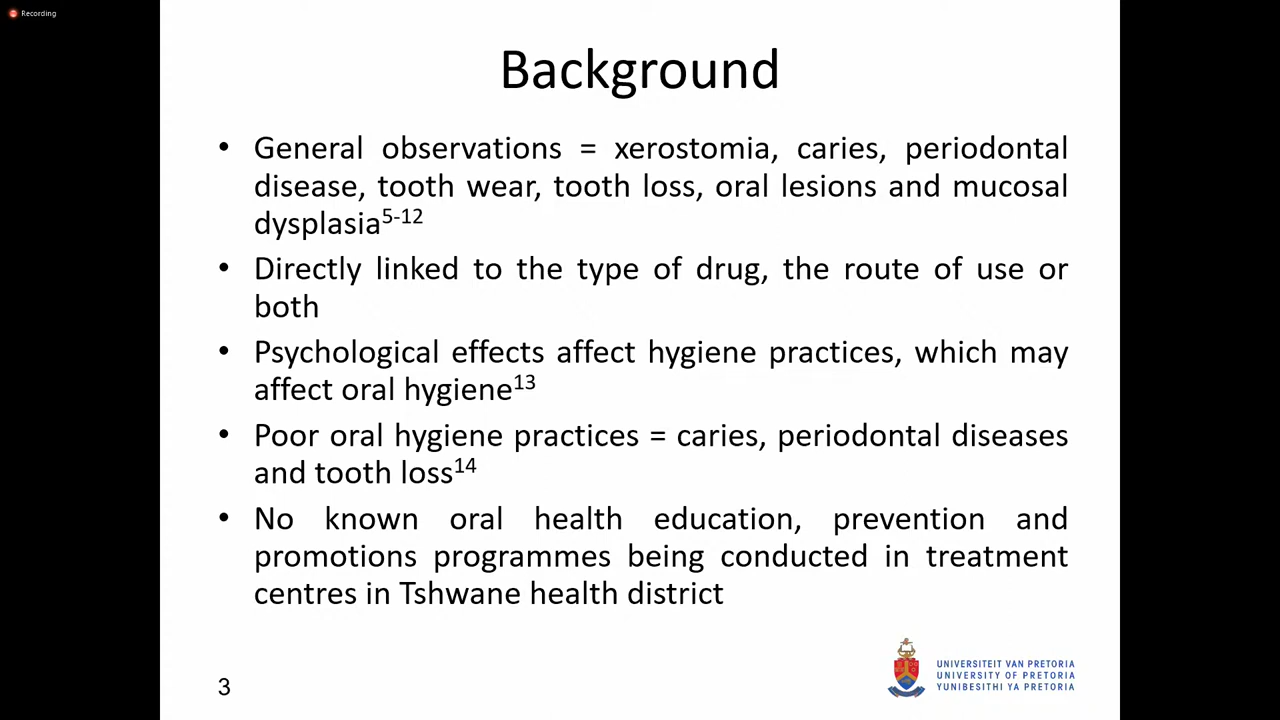 Recording
Background
• General observations = xerostomia, caries, periodontal
disease, tooth wear, tooth loss, oral lesions and mucosal
dysplasia5-12
• Directly linked to the type of drug, the route of use or
both
• Psychological effects affect hygiene practices, which may
affect oral hygiene13
• Poor oral hygiene practices = caries, periodontal diseases
and tooth loss14
• No known oral health education, prevention and
promotions programmes being conducted in treatment
centres in Tshwane health district
UNIVERSITEIT VAN PRETORIA
UNIVERSITY OF PRETORIA
YUNIBESITHI YA PRETORIA
3